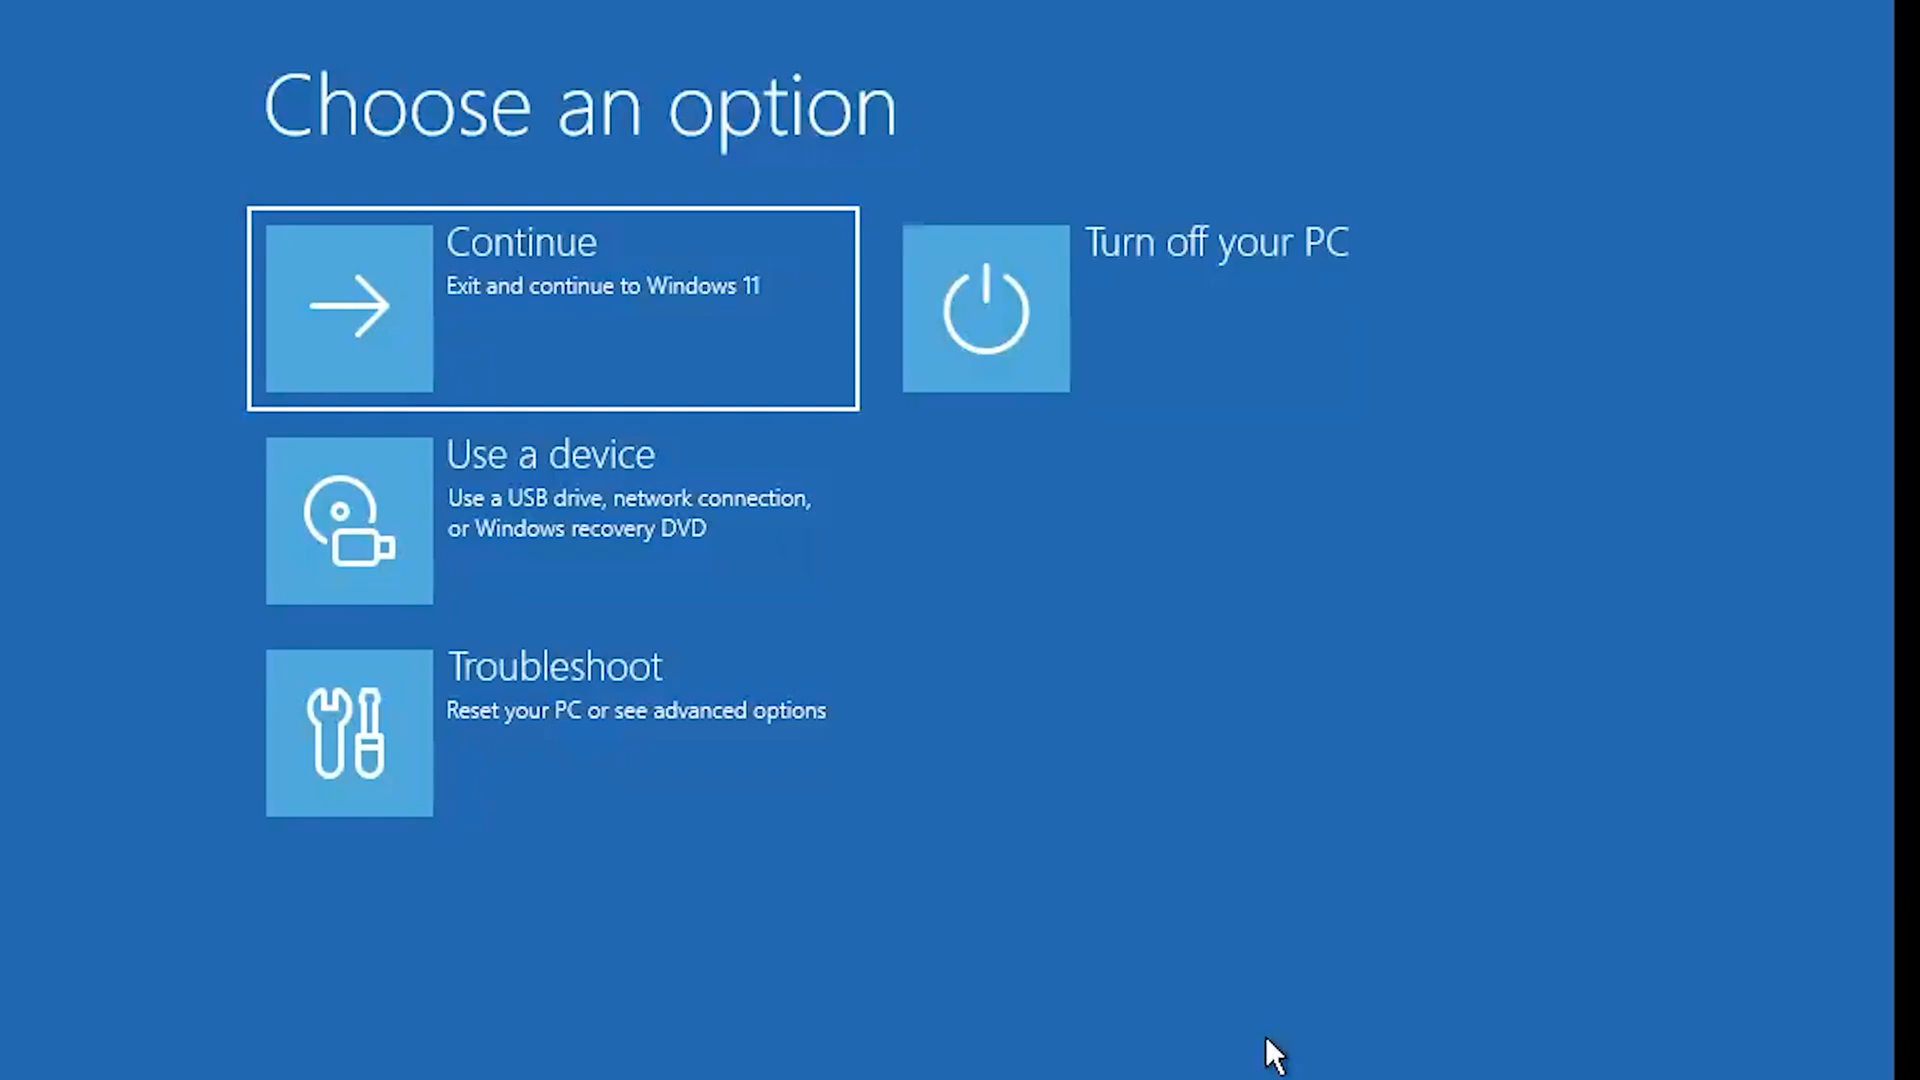 Choose an option
Continue
Exit and continue to Windows 11
Turn off your PC
Use a device
Use a USB drive, network connection,
or Windows recovery DVD
Troubleshoot
Reset your PC or see advanced options